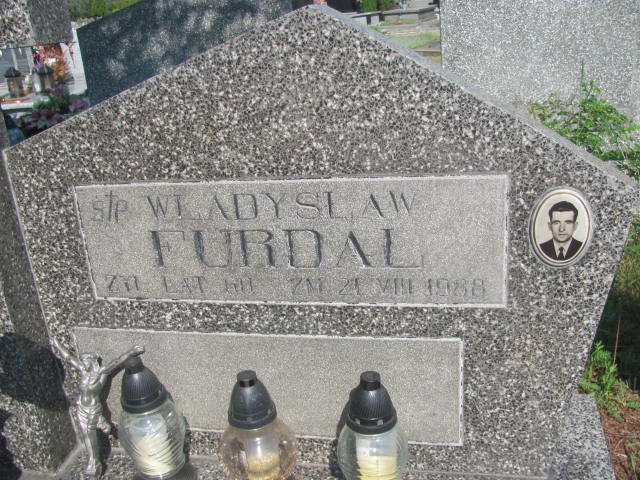 Ś/P WŁADYSŁAW
FURDAL
ŻYŁ LAT 60 ZM 21 VIII 1988